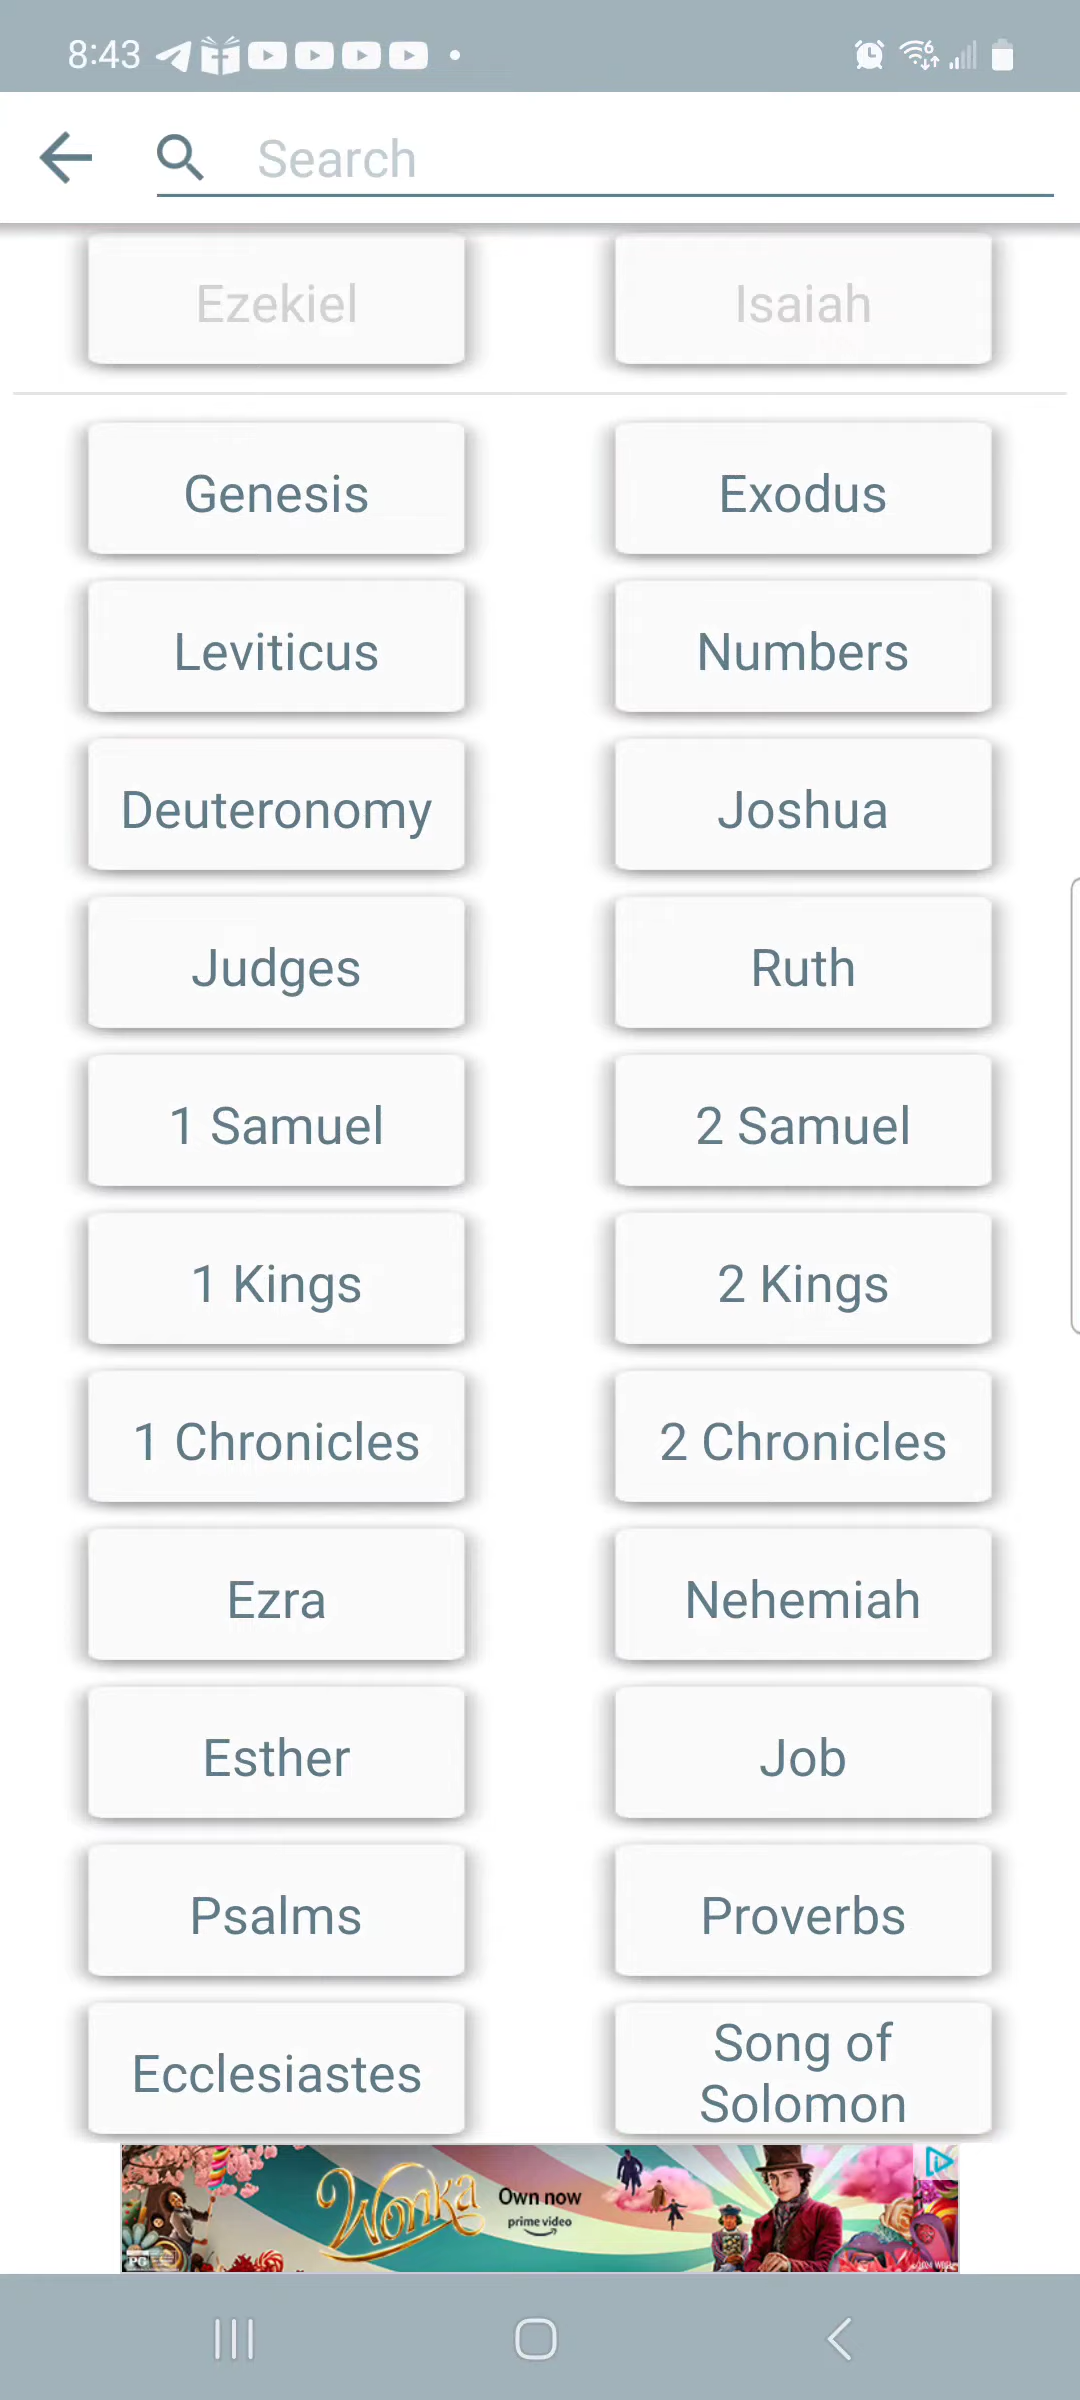 8:43
Search
Ezekiel
Isaiah
Genesis
Exodus
Leviticus
Numbers
Deuteronomy
Joshua
Judges
Ruth
1 Samuel
2 Samuel
1 Kings
2 Kings
1 Chronicles
2 Chronicles
Ezra
Nehemiah
Esther
Job
Psalms
Proverbs
Ecclesiastes
Song of
Solomon
Wonka
Own now
prime video
PG